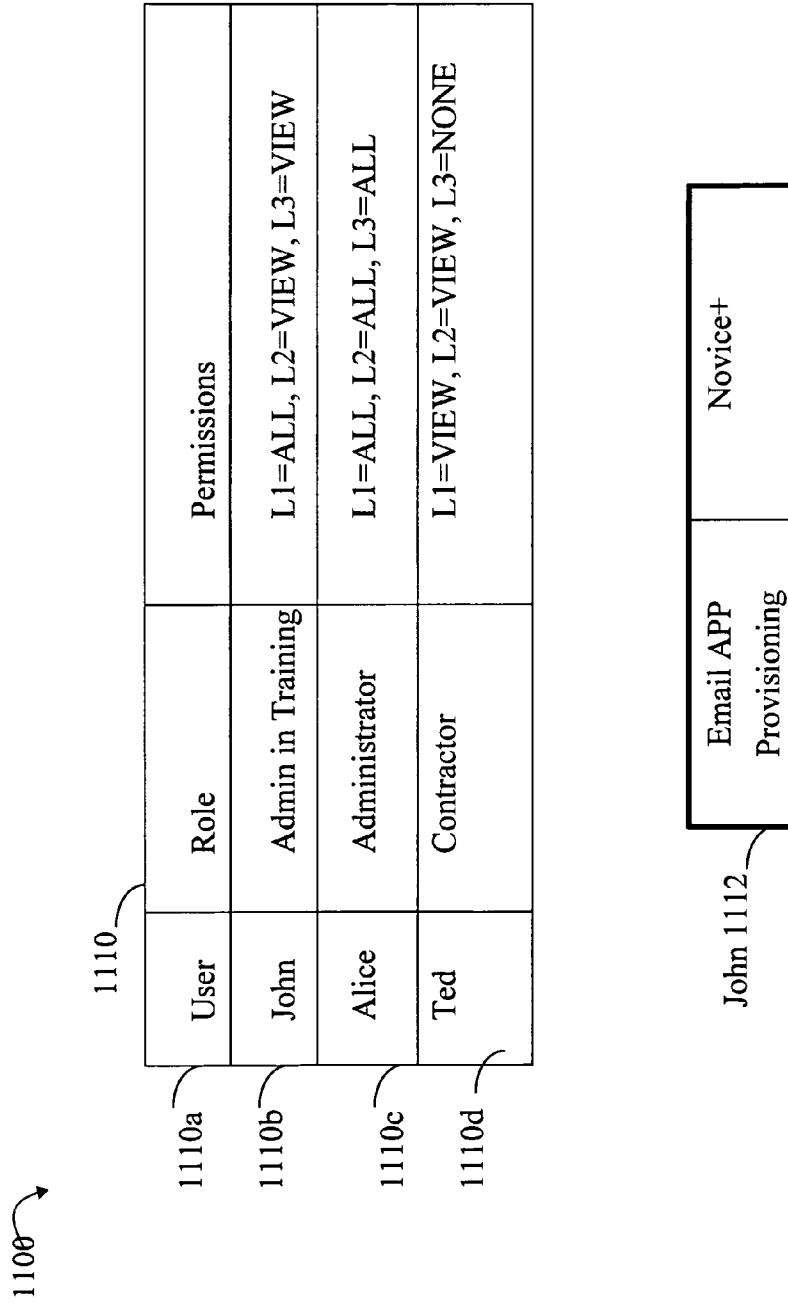 1100
1110
1110a
User
Role
Permissions
1110b
John
Admin in Training
L1=ALL, L2=VIEW, L3=VIEW
1110c
Alice
Administrator
L1=ALL, L2=ALL, L3=ALL
1110d
Ted
Contractor
L1=VIEW, L2=VIEW, L3=NONE
John 1112
Email APP
Provisioning
Novice+